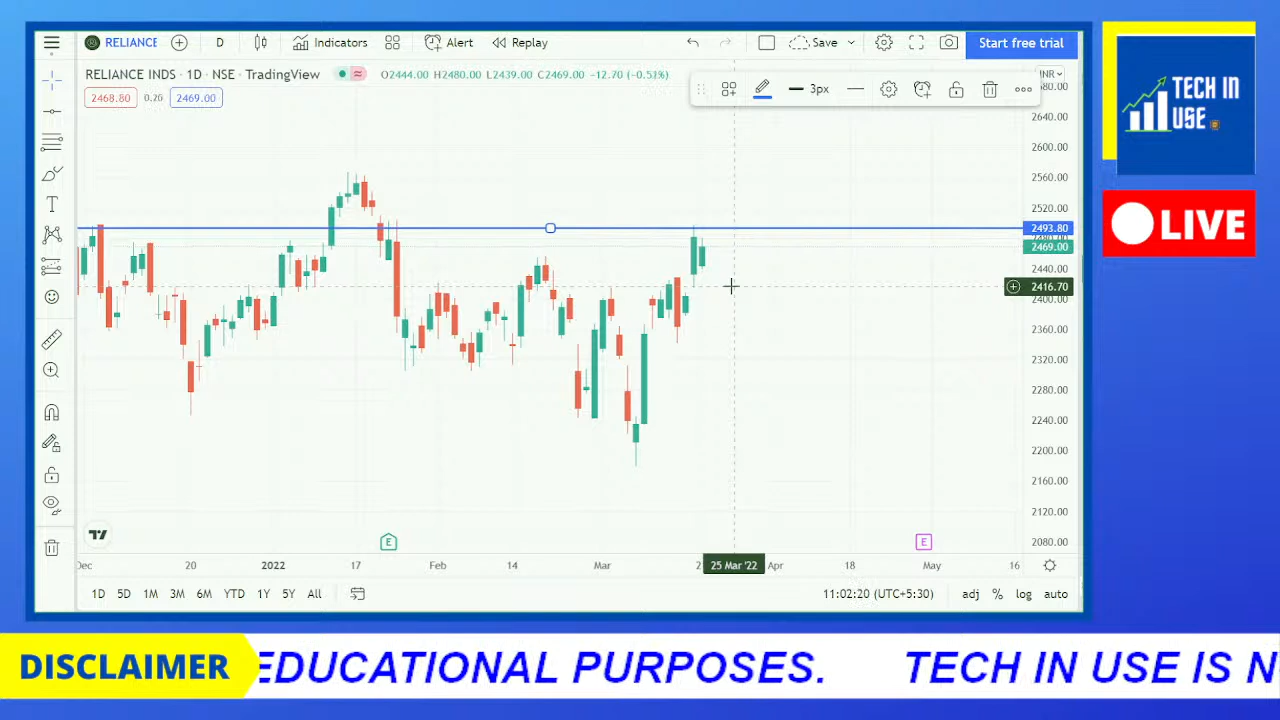 RELIANCE D Indicators Alert Replay Save Start free trial
RELIANCE INDS · 1D · NSE · TradingView O2444.00 H2480.00 L2439.00 C2469.00 -12.70 (-0.51%)
3px
2468.80 0.20 2469.00
2640.00
2600.00
2560.00
2520.00
2493.80
2469.00
2440.00
2416.70
2400.00
2360.00
2320.00
2280.00
2240.00
2200.00
2160.00
2120.00
2080.00
T
E E
20 2022 17 Feb 14 Mar 25 Mar '22 Apr 18 May 16
1D 5D 1M 3M 6M YTD 1Y 5Y All 11:02:20 (UTC+5:30) adj % log auto
TECH IN
USE
LIVE
DISCLAIMER EDUCATIONAL PURPOSES. TECH IN USE IS N